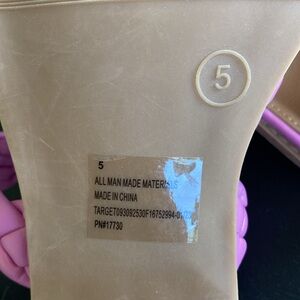 5
5
ALL MAN MADE MATERIALS
MADE IN CHINA
PN#17730